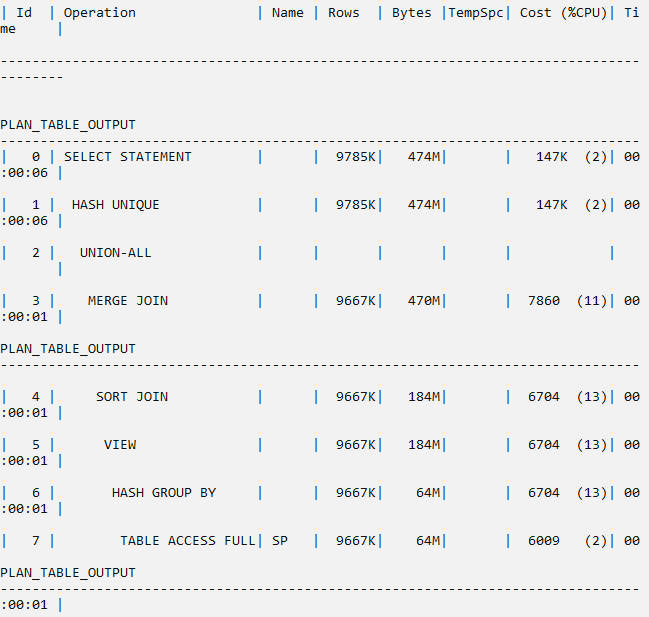 | Id  | Operation               | Name | Rows  | Bytes |TempSpc| Cost (%CPU)| Ti
me     |
--------------------------------------------------------------------------------
--------
PLAN_TABLE_OUTPUT
--------------------------------------------------------------------------------
|   0 | SELECT STATEMENT        |      |  9785K|   474M|       |   147K  (2)| 00
:00:06 |
|   1 |  HASH UNIQUE            |      |  9785K|   474M|       |   147K  (2)| 00
:00:06 |
|   2 |   UNION-ALL             |      |       |       |       |            |
       |
|   3 |    MERGE JOIN           |      |  9667K|   470M|       |  7860  (11)| 00
:00:01 |
PLAN_TABLE_OUTPUT
--------------------------------------------------------------------------------
|   4 |     SORT JOIN           |      |  9667K|   184M|       |  6704  (13)| 00
:00:01 |
|   5 |      VIEW               |      |  9667K|   184M|       |  6704  (13)| 00
:00:01 |
|   6 |       HASH GROUP BY     |      |  9667K|    64M|       |  6704  (13)| 00
:00:01 |
|   7 |        TABLE ACCESS FULL| SP   |  9667K|    64M|       |  6009   (2)| 00
PLAN_TABLE_OUTPUT
--------------------------------------------------------------------------------
:00:01 |